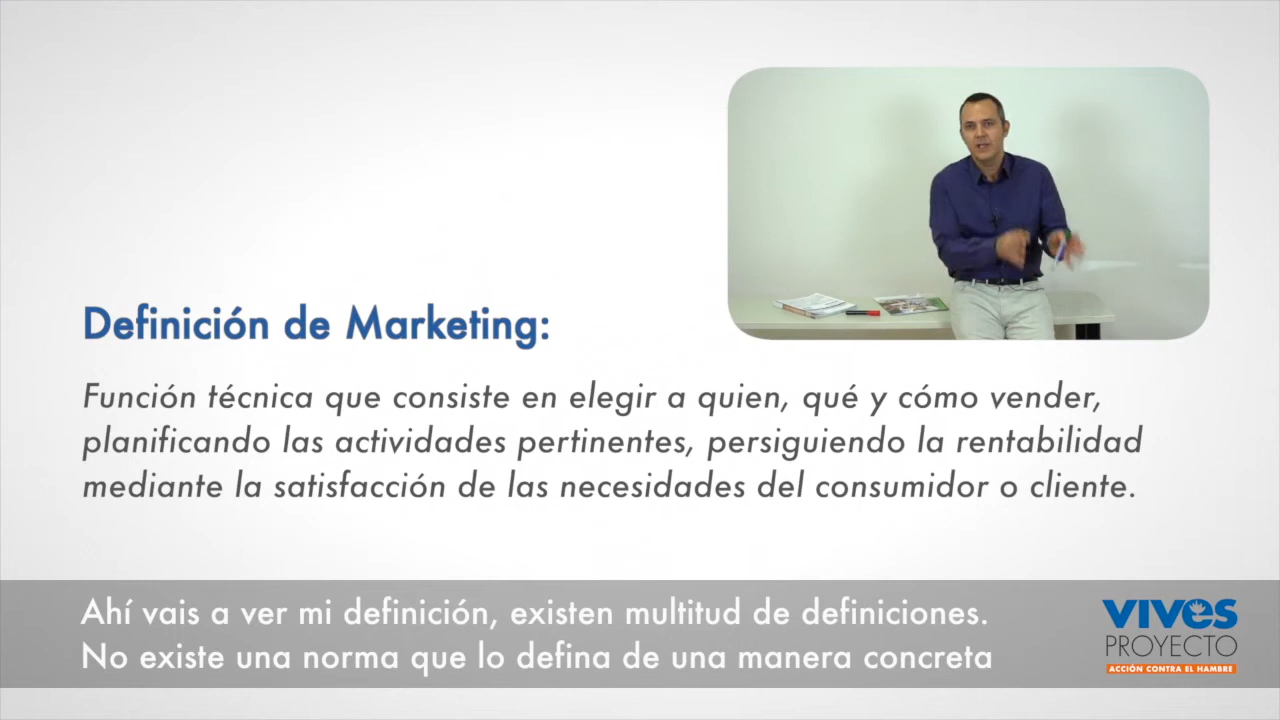 Definición de Marketing:
Función técnica que consiste en elegir a quien, qué y cómo vender,
planificando las actividades pertinentes, persiguiendo la rentabilidad
mediante la satisfacción de las necesidades del consumidor o cliente.
Ahí vais a ver mi definición, existen multitud de definiciones.
No existe una norma que lo defina de una manera concreta
VIVES
PROYECTO
ACCIÓN CONTRA EL HAMBRE